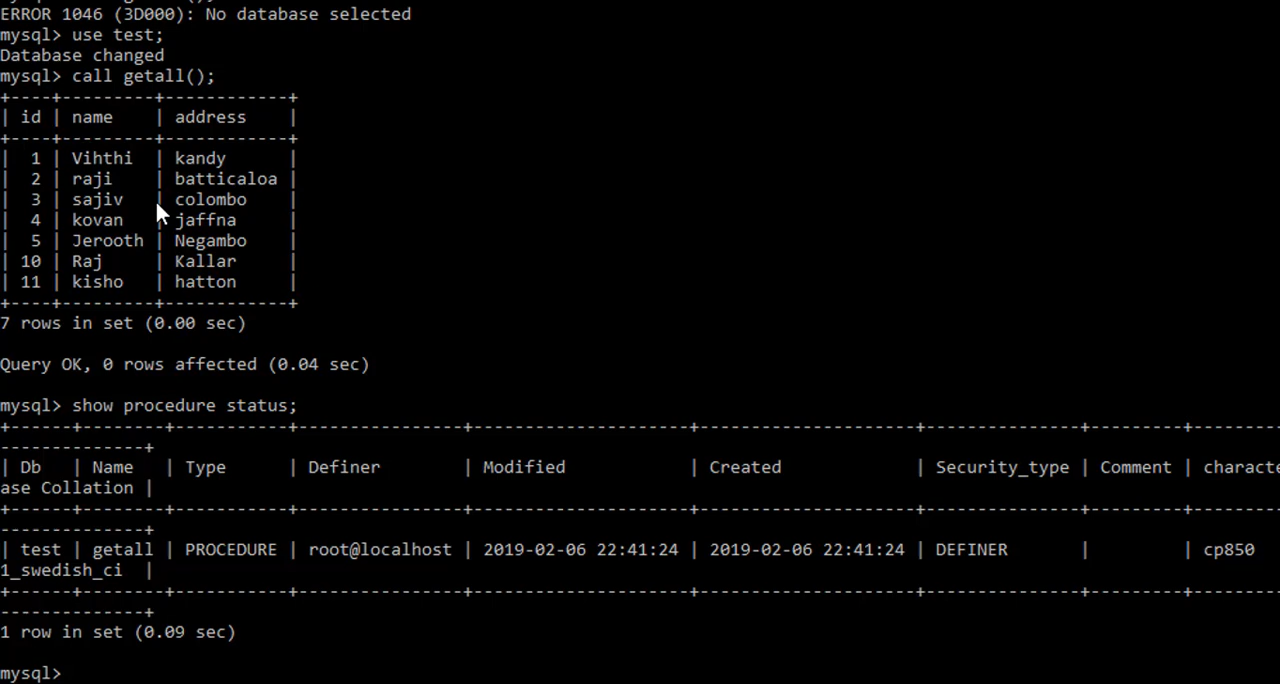 ERROR 1046 (3D000): No database selected
mysql> use test;
Database changed
mysql> call getall();
+----+---------+------------+
| id | name    | address    |
+----+---------+------------+
|  1 | Vihthi  | kandy      |
|  2 | raji    | batticaloa |
|  3 | sajiv   | colombo    |
|  4 | kovan   | jaffna     |
|  5 | Jerooth | Negambo    |
| 10 | Raj     | Kallar     |
| 11 | kisho   | hatton     |
+----+---------+------------+
7 rows in set (0.00 sec)
Query OK, 0 rows affected (0.04 sec)
mysql> show procedure status;
+------+--------+-----------+----------------+---------------------+---------------------+---------------+---------+---------
--------------+
| Db   | Name   | Type      | Definer        | Modified            | Created             | Security_type | Comment | characte
ase Collation |
+------+--------+-----------+----------------+---------------------+---------------------+---------------+---------+---------
--------------+
| test | getall | PROCEDURE | root@localhost | 2019-02-06 22:41:24 | 2019-02-06 22:41:24 | DEFINER       |         | cp850
1_swedish_ci  |
+------+--------+-----------+----------------+---------------------+---------------------+---------------+---------+---------
--------------+
1 row in set (0.09 sec)
mysql>